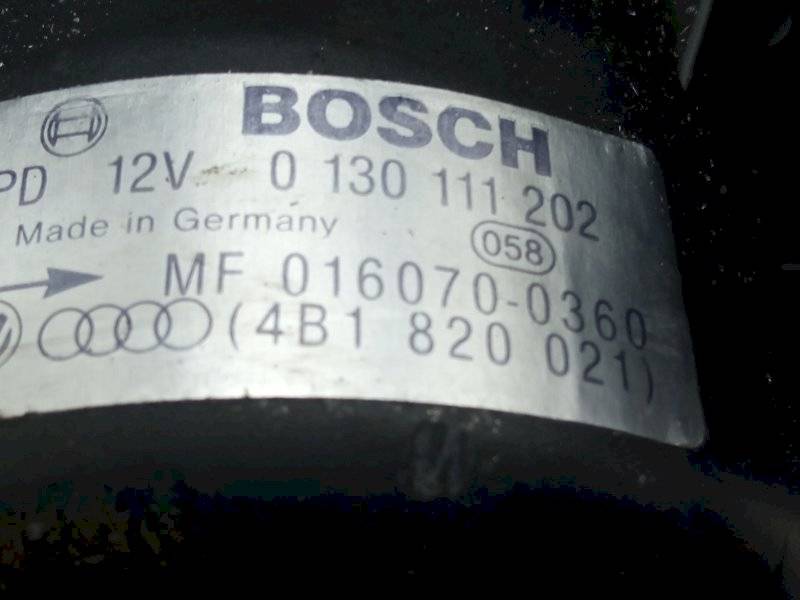 BOSCH
PD 12V 0 130 111 202
Made in Germany
058
MF 016070-0360
(4B1 820 021)